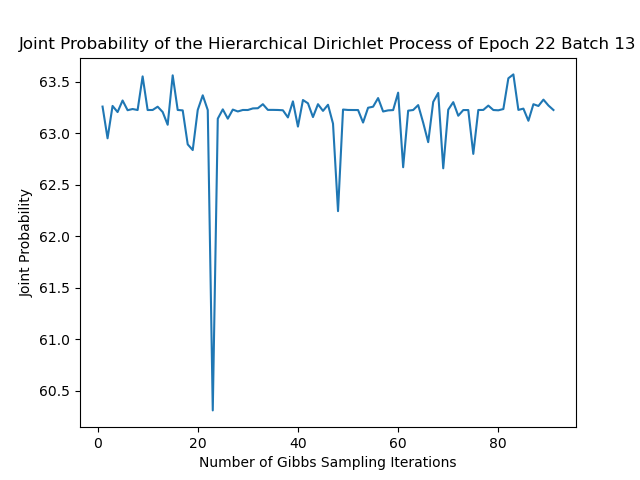 Joint Probability of the Hierarchical Dirichlet Process of Epoch 22 Batch 13
63.5
63.0
62.5
62.0
61.5
61.0
60.5
Joint Probability
0 20 40 60 80
Number of Gibbs Sampling Iterations